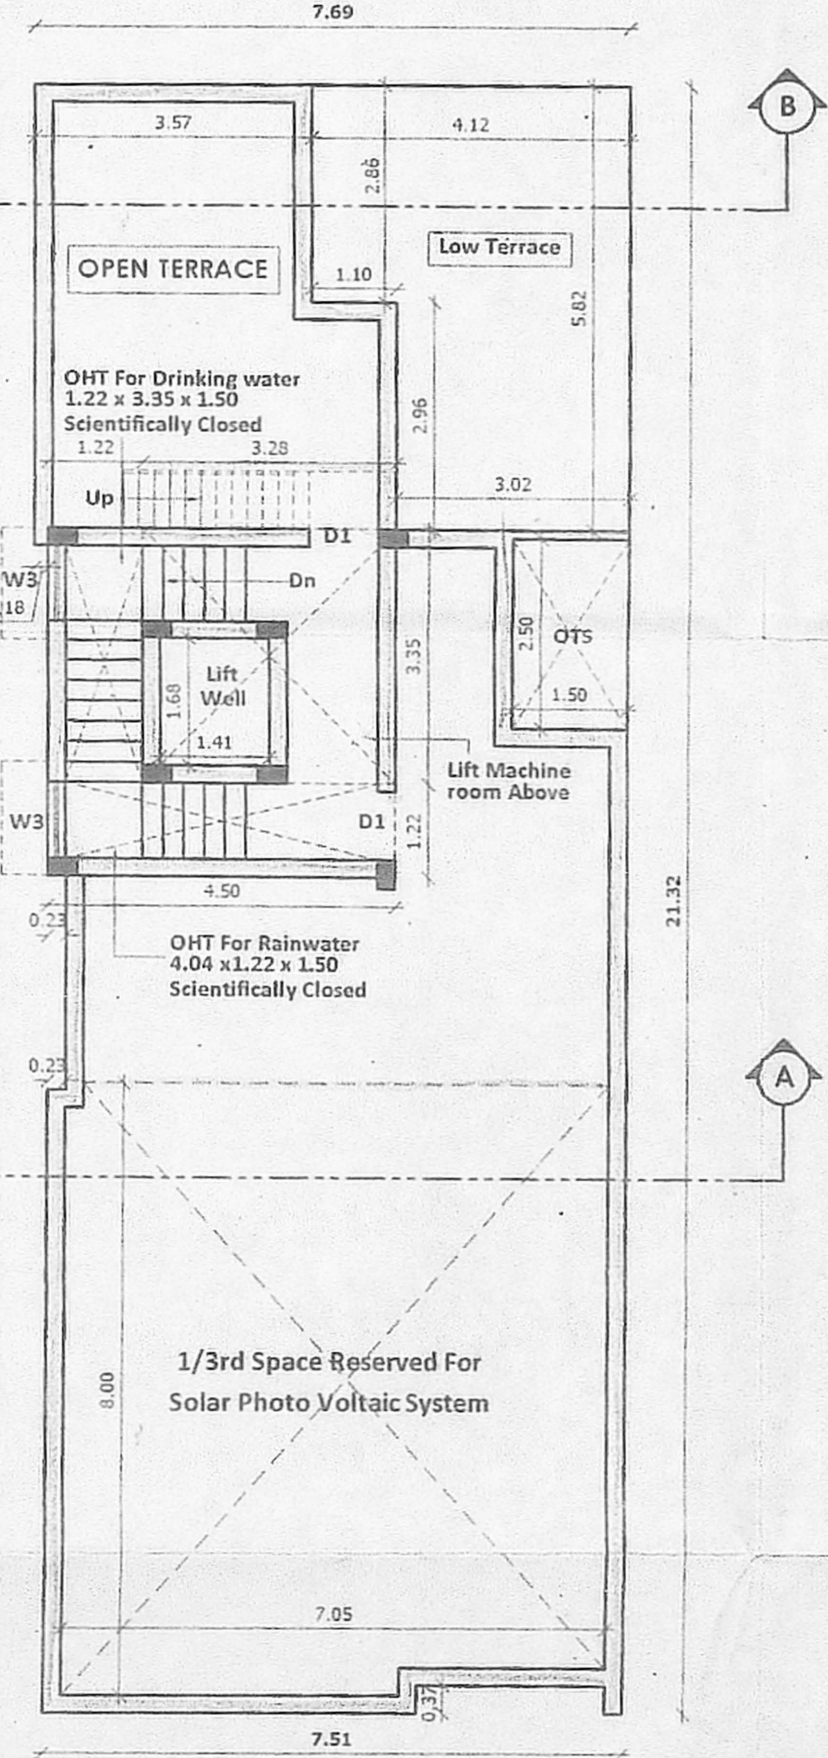 7.69
B
3.57
4.12
2.86
Low Terrace
OPEN TERRACE
1.10
5.82
OHT For Drinking water
1.22 x 3.35 x 1.50
Scientifically Closed
2.96
1.22
3.28
3.02
Up
D1
W3
18
Dn
2.50
OTS
3.35
Lift
Well
1.68
1.50
1.41
Lift Machine
room Above
W3
D1
1.22
4.50
21.32
0.23
OHT For Rainwater
4.04 x1.22 x 1.50
Scientifically Closed
0.23
A
1/3rd Space Reserved For
Solar Photo Voltaic System
8.00
7.05
0.37
7.51